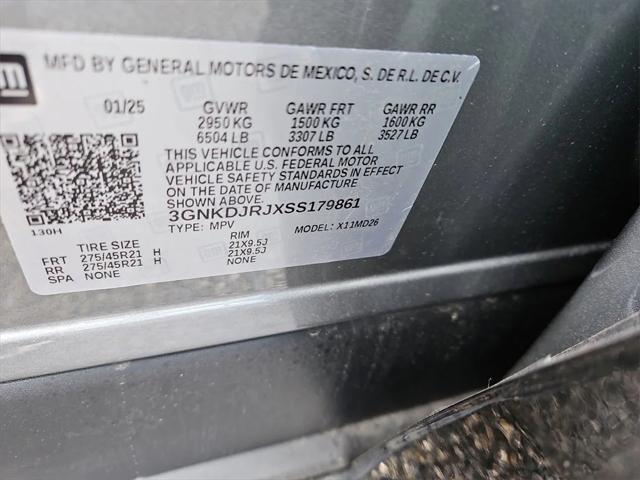 gm MFD BY GENERAL MOTORS DE MEXICO, S. DE R.L. DE C.V.
01/25 GVWR GAWR FRT GAWR RR
2950 KG 1500 KG 1600 KG
6504 LB 3307 LB 3527 LB
THIS VEHICLE CONFORMS TO ALL
APPLICABLE U.S. FEDERAL MOTOR
VEHICLE SAFETY STANDARDS IN EFFECT
ON THE DATE OF MANUFACTURE
SHOWN ABOVE.
3GNKDJRJXSS179861
130H TYPE: MPV MODEL: X11MD26
TIRE SIZE RIM
FRT 275/45R21 H 21X9.5J
RR 275/45R21 H 21X9.5J
SPA NONE NONE